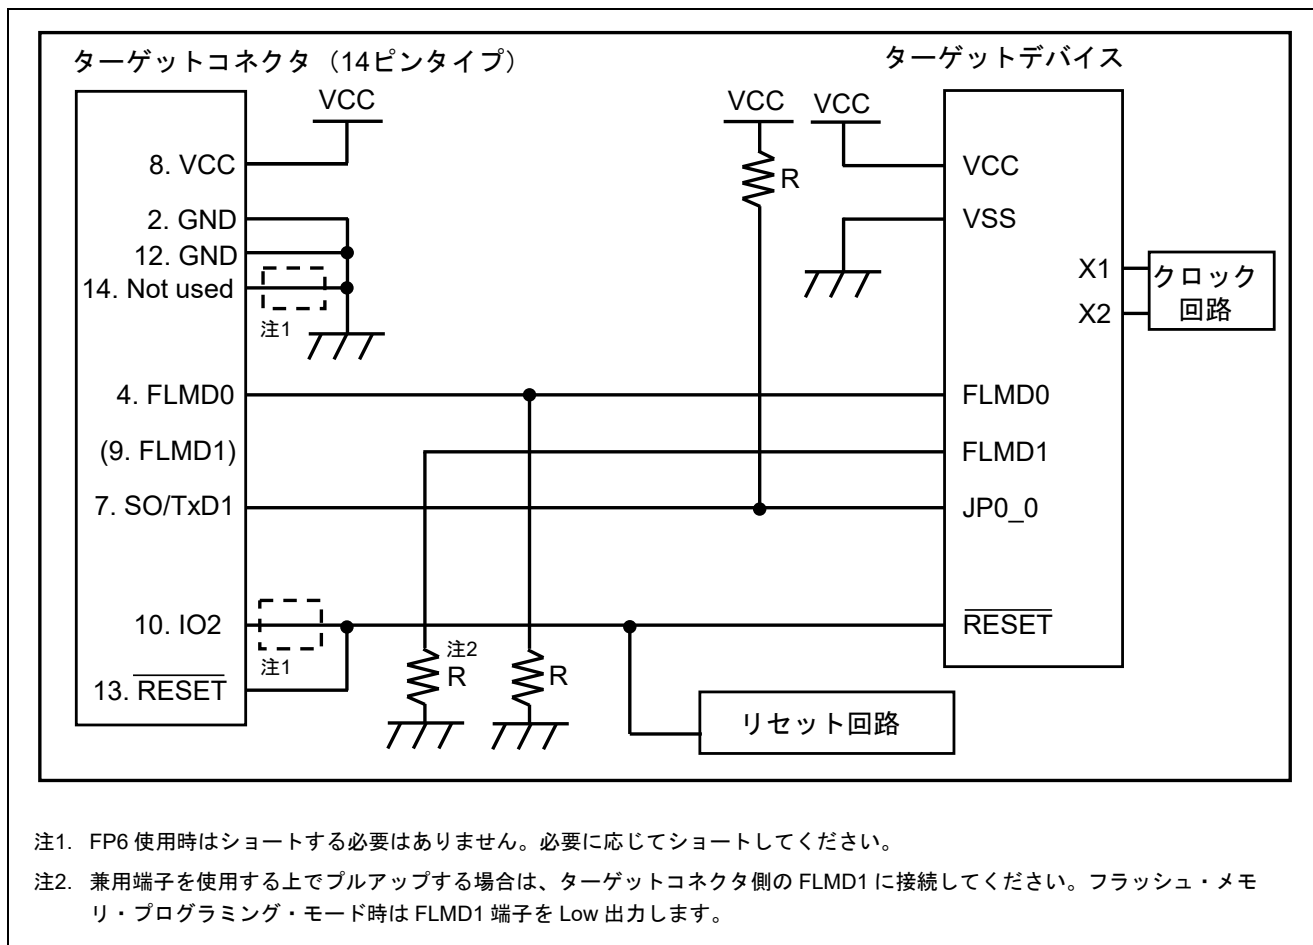 ターゲットコネクタ（14ピンタイプ）
ターゲットデバイス
VCC
VCC
VCC
8. VCC
R
VCC
2. GND
VSS
12. GND
14. Not used
注1
X1
X2
クロック
回路
4. FLMD0
FLMD0
(9. FLMD1)
FLMD1
7. SO/TxD1
JP0_0
10. IO2
RESET
注1
注2
R
R
13. RESET
リセット回路
注1. FP6 使用時はショートする必要はありません。必要に応じてショートしてください。
注2. 兼用端子を使用する上でプルアップする場合は、ターゲットコネクタ側の FLMD1 に接続してください。フラッシュ・メモ
リ・プログラミング・モード時は FLMD1 端子を Low 出力します。